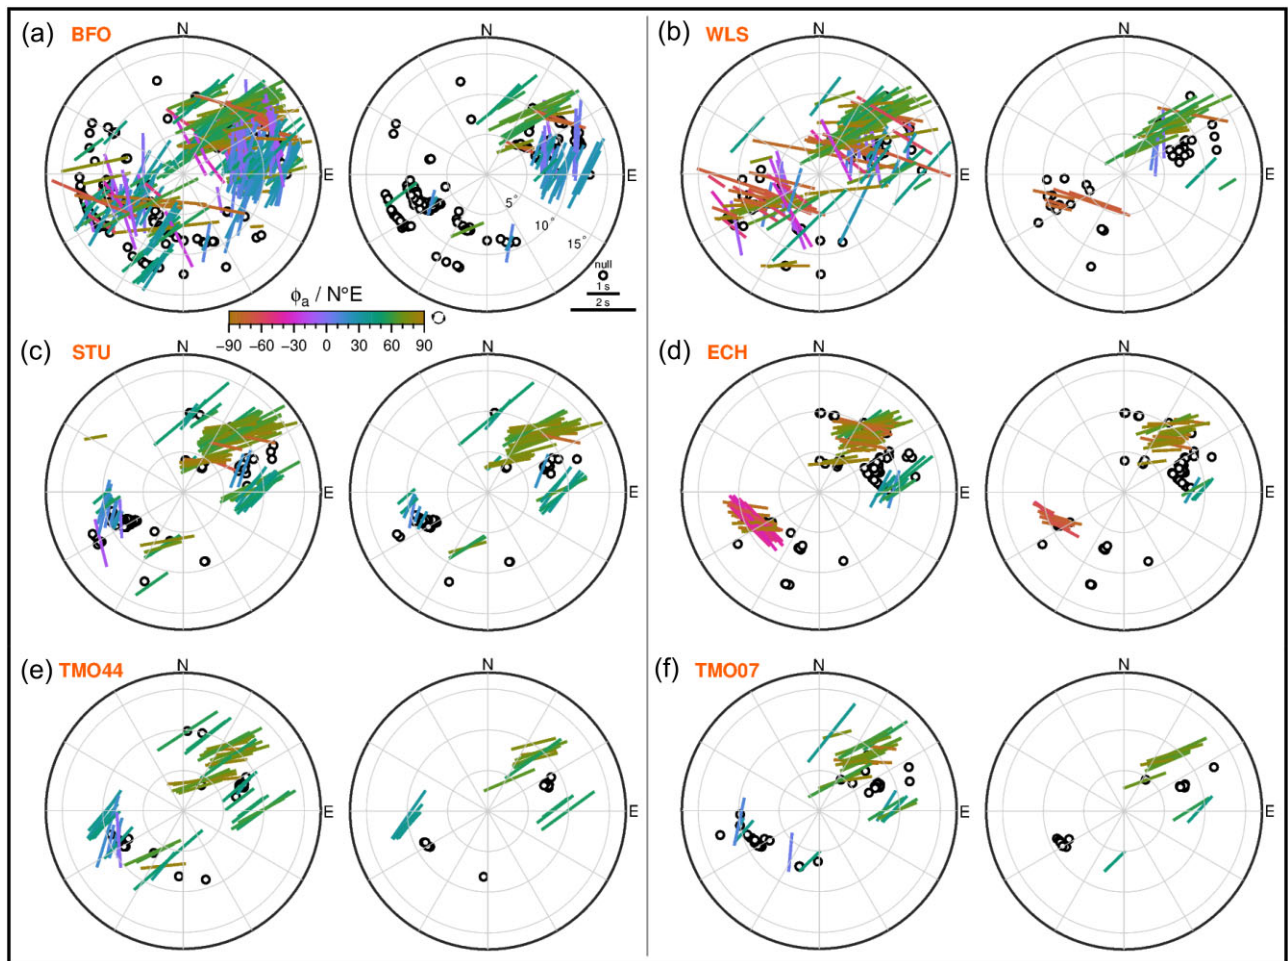 (a) BFO
N
N
E
E
5°
10°
15°
null
1 s
2 s
ϕa / N°E
−90 −60 −30 0 30 60 90
(b) WLS
N
N
E
E
(c) STU
N
N
E
E
(d) ECH
N
N
E
E
(e) TMO44
N
N
E
E
(f) TMO07
N
N
E
E